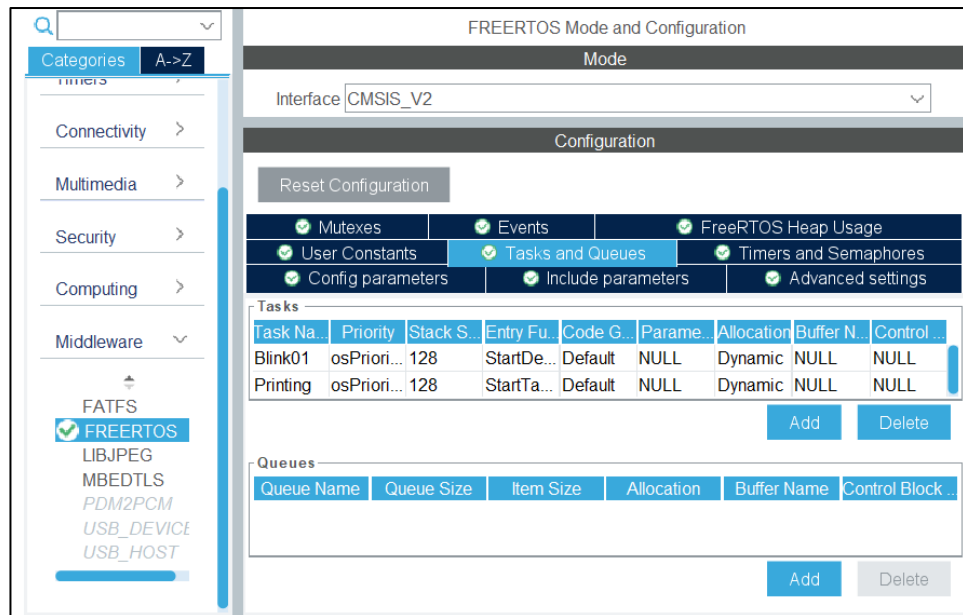 FREERTOS Mode and Configuration
Categories A->Z
Timers
Connectivity
Multimedia
Security
Computing
Middleware
FATFS
FREERTOS
LIBJPEG
MBEDTLS
PDM2PCM
USB_DEVICE
USB_HOST
Mode
Interface CMSIS_V2
Configuration
Reset Configuration
Mutexes Events FreeRTOS Heap Usage
User Constants Tasks and Queues Timers and Semaphores
Config parameters Include parameters Advanced settings
Tasks
Task Na... Priority Stack S... Entry Fu... Code G... Parame... Allocation Buffer N... Control ...
Blink01 osPriori... 128 StartDe... Default NULL Dynamic NULL NULL
Printing osPriori... 128 StartTa... Default NULL Dynamic NULL NULL
Add Delete
Queues
Queue Name Queue Size Item Size Allocation Buffer Name Control Block ...
Add Delete